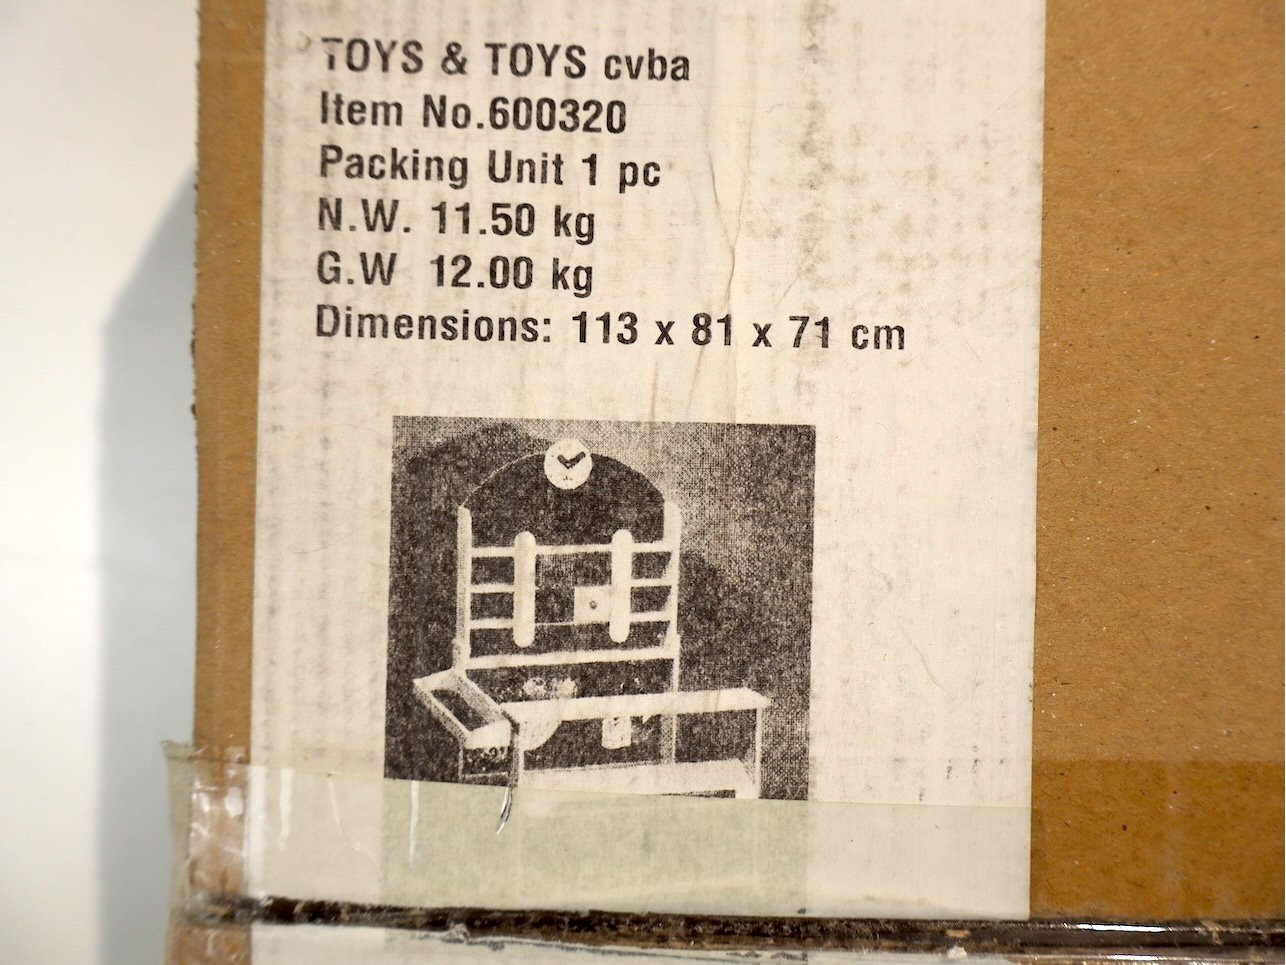 TOYS & TOYS cvba
Item No.600320
Packing Unit 1 pc
N.W. 11.50 kg
G.W 12.00 kg
Dimensions: 113 x 81 x 71 cm